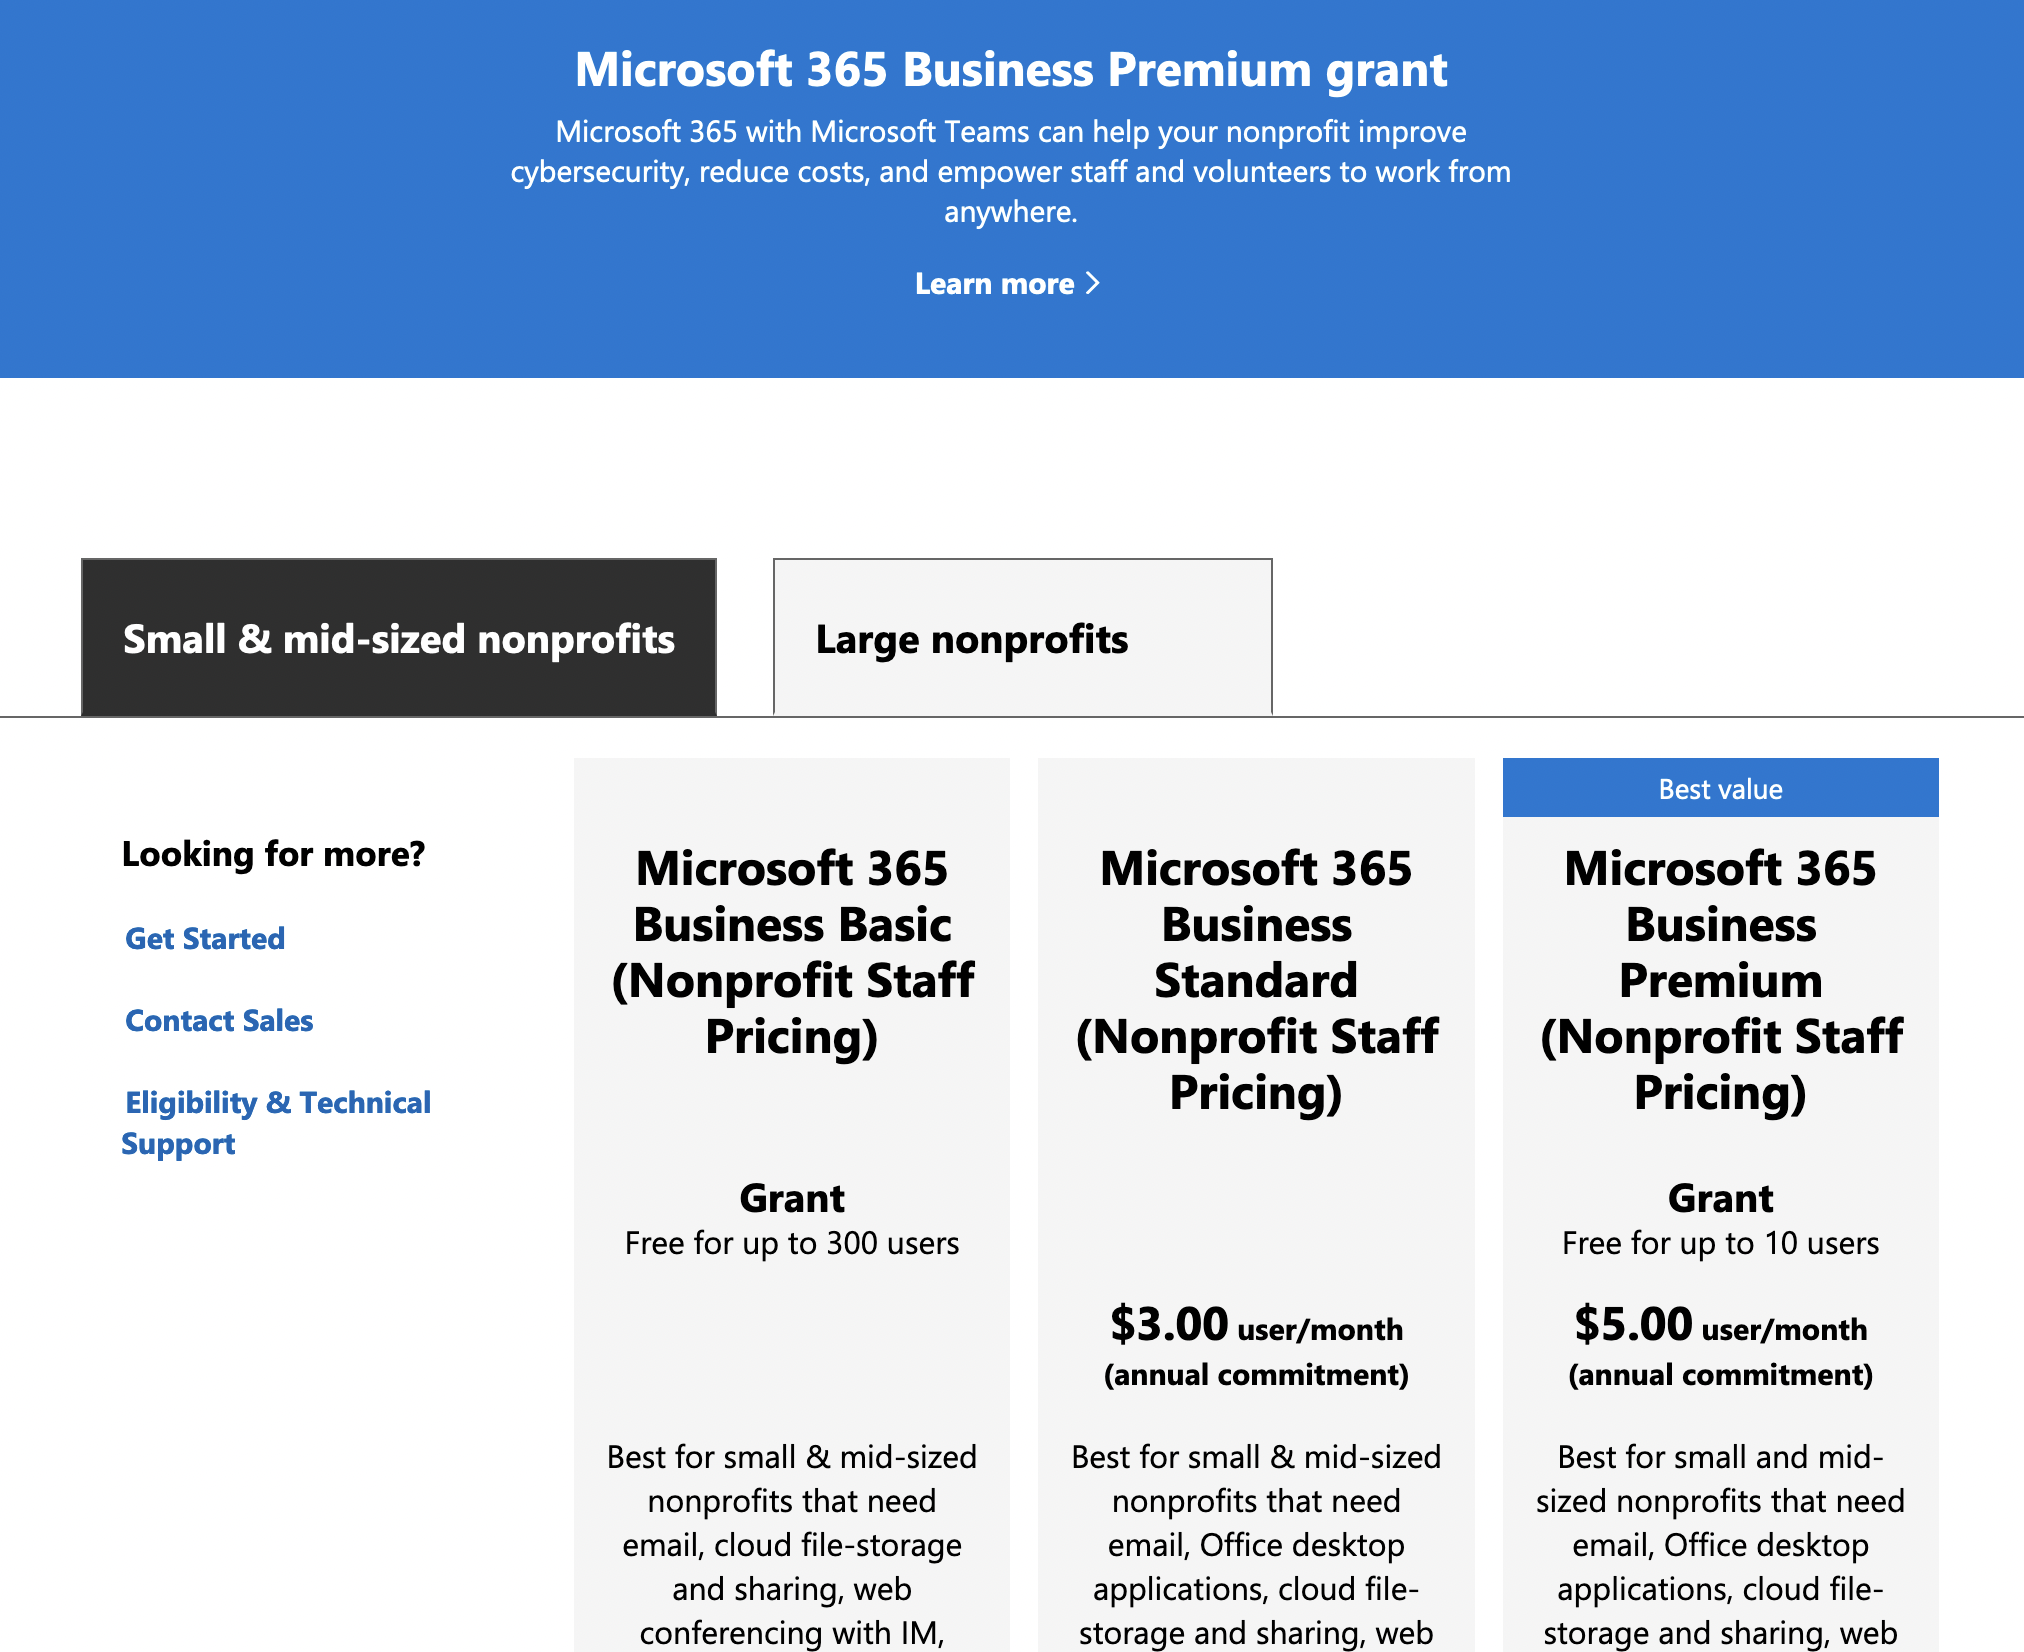 Microsoft 365 Business Premium grant
Microsoft 365 with Microsoft Teams can help your nonprofit improve
cybersecurity, reduce costs, and empower staff and volunteers to work from
anywhere.
Learn more
Small & mid-sized nonprofits
Large nonprofits
Looking for more?
Get Started
Contact Sales
Eligibility & Technical
Support
Microsoft 365
Business Basic
(Nonprofit Staff
Pricing)
Grant
Free for up to 300 users
Best for small & mid-sized
nonprofits that need
email, cloud file-storage
and sharing, web
conferencing with IM,
Microsoft 365
Business
Standard
(Nonprofit Staff
Pricing)
$3.00 user/month
(annual commitment)
Best for small & mid-sized
nonprofits that need
email, Office desktop
applications, cloud file-
storage and sharing, web
Best value
Microsoft 365
Business
Premium
(Nonprofit Staff
Pricing)
Grant
Free for up to 10 users
$5.00 user/month
(annual commitment)
Best for small and mid-
sized nonprofits that need
email, Office desktop
applications, cloud file-
storage and sharing, web